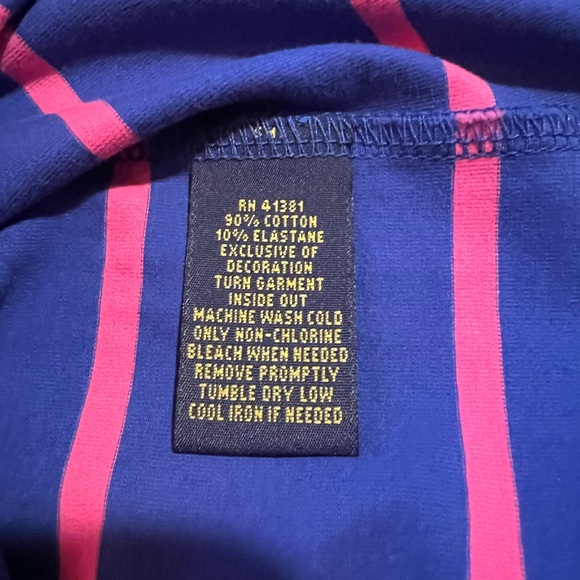 RN 41381
90% COTTON
10% ELASTANE
EXCLUSIVE OF
DECORATION
TURN GARMENT
INSIDE OUT
MACHINE WASH COLD
ONLY NON-CHLORINE
BLEACH WHEN NEEDED
REMOVE PROMPTLY
TUMBLE DRY LOW
COOL IRON IF NEEDED